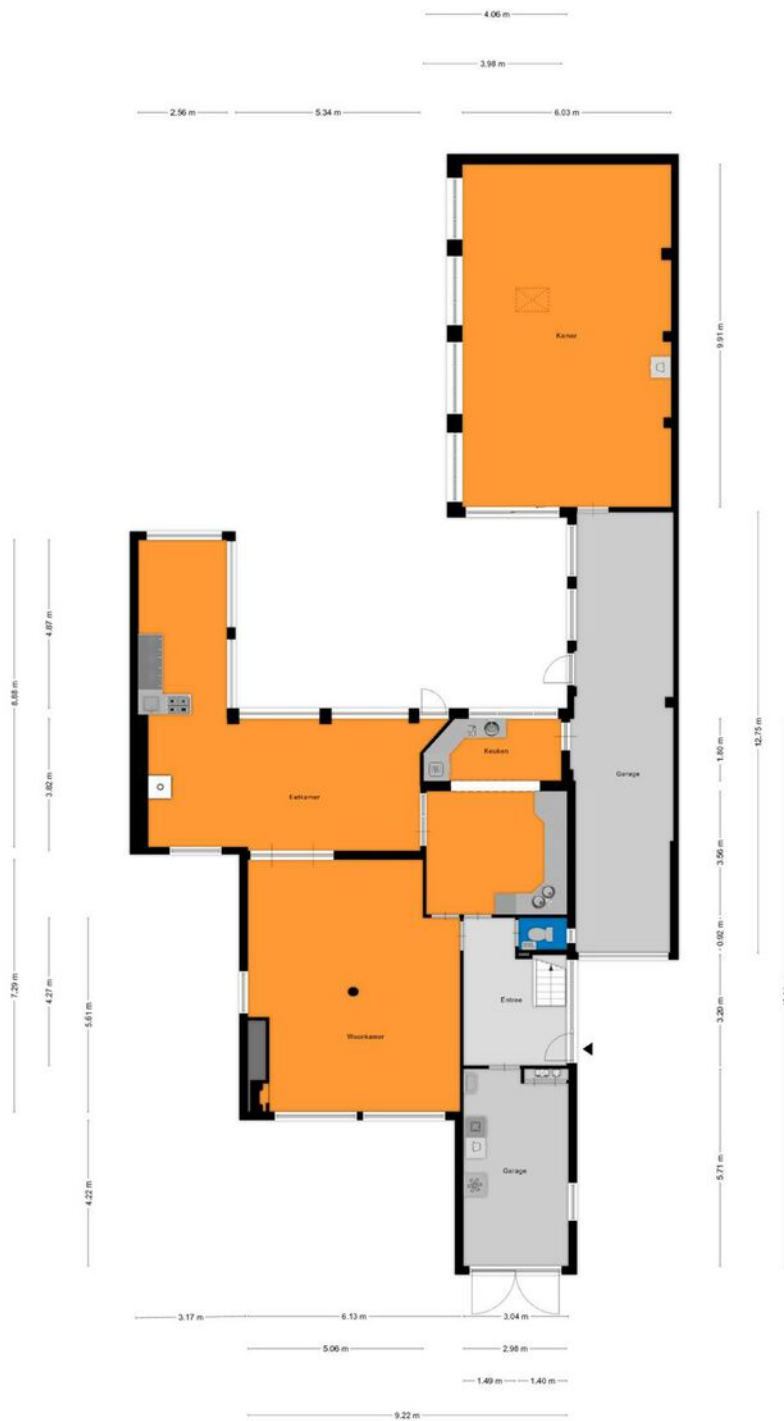 4.06 m
3.98 m
2.56 m 5.34 m 6.03 m
9.91 m
Kamer
8.88 m
4.87 m
3.82 m
12.75 m
1.80 m
Keuken
Garage
Eetkamer
3.56 m
0.92 m
7.29 m
4.27 m
5.61 m
3.20 m
Entree
Woonkamer
5.71 m
Garage
4.22 m
3.17 m 6.13 m 3.04 m
5.06 m 2.98 m
1.49 m 1.40 m
9.22 m